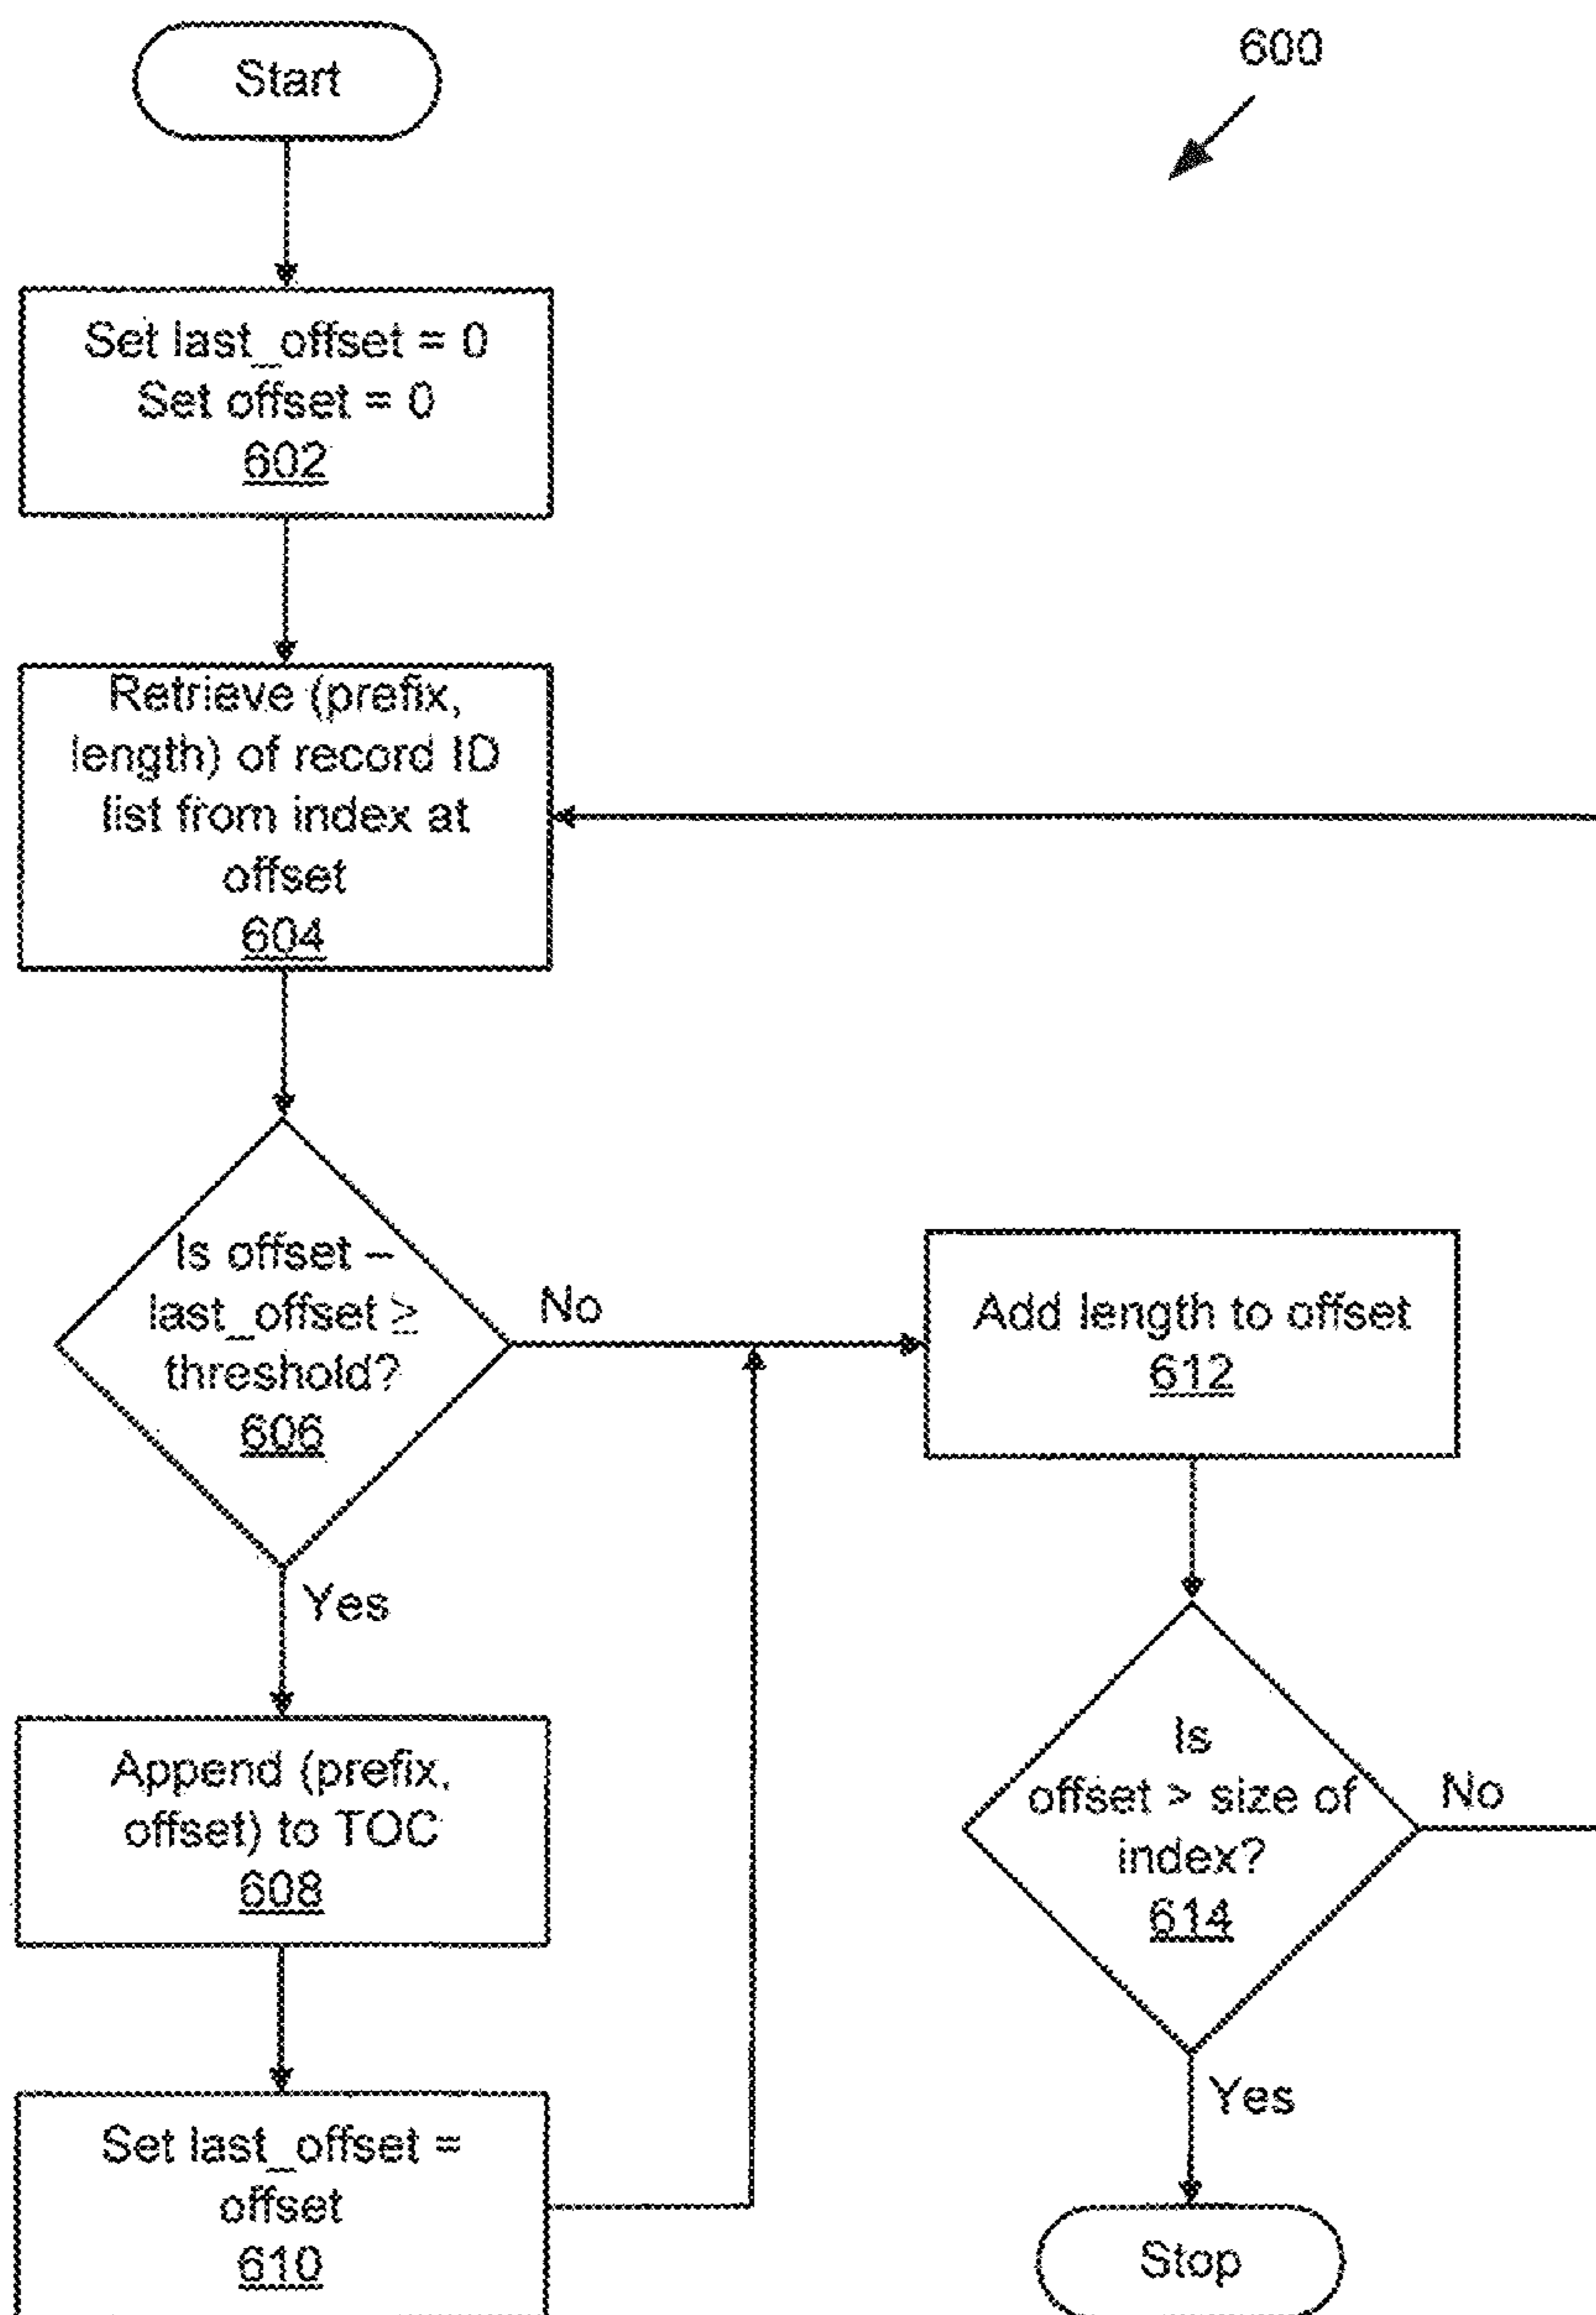 Start
600
Set last_offset = 0
Set offset = 0
602
Retrieve (prefix,
length) of record ID
list from index at
offset
604
Is offset –
last_offset ≥
threshold?
606
No
Yes
Add length to offset
612
Append (prefix,
offset) to TOC
608
Is
offset > size of
index?
614
No
Yes
Set last_offset =
offset
610
Stop